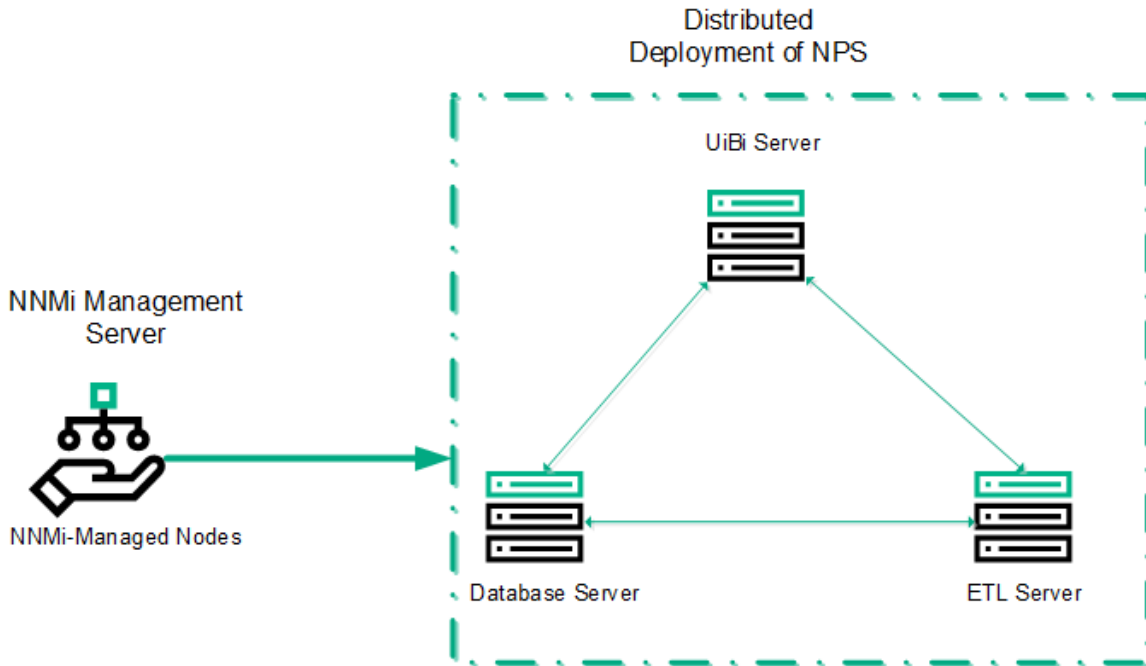 Distributed
Deployment of NPS
UiBi Server
NNMi Management
Server
NNMi-Managed Nodes
Database Server
ETL Server